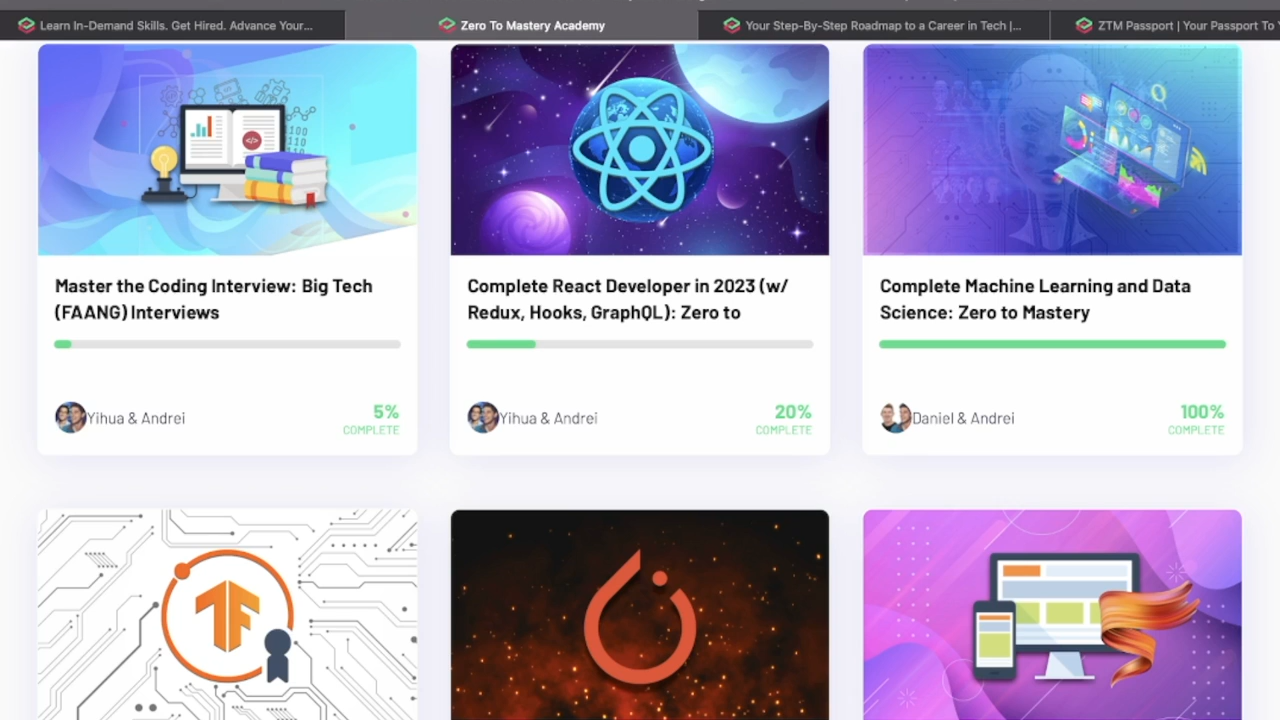 Learn In-Demand Skills. Get Hired. Advance Your...
Zero To Mastery Academy
Your Step-By-Step Roadmap to a Career in Tech |...
ZTM Passport | Your Passport To Y
Master the Coding Interview: Big Tech
(FAANG) Interviews
Yihua & Andrei
5%
COMPLETE
Complete React Developer in 2023 (w/
Redux, Hooks, GraphQL): Zero to
Yihua & Andrei
20%
COMPLETE
Complete Machine Learning and Data
Science: Zero to Mastery
Daniel & Andrei
100%
COMPLETE